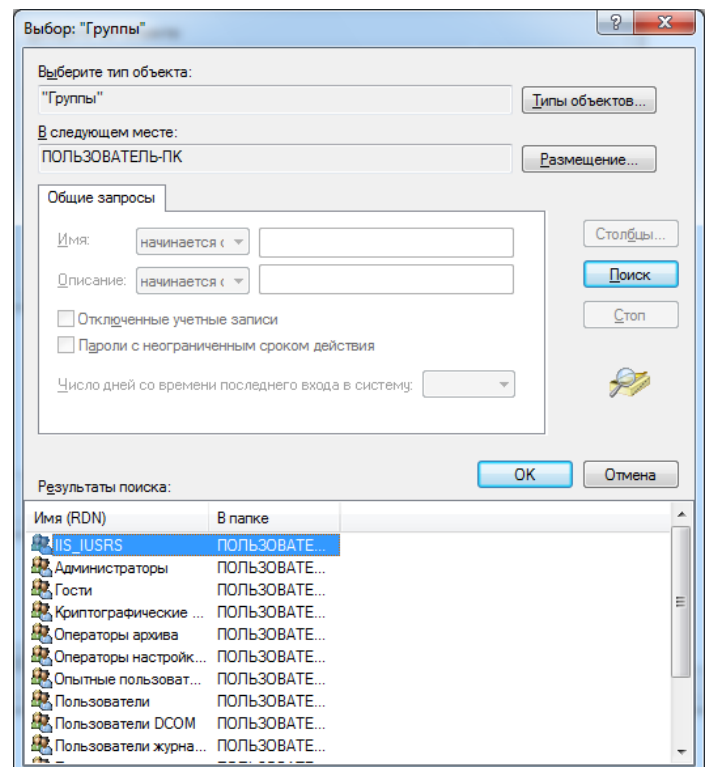 Выбор: "Группы"
Выберите тип объекта:
"Группы"
Типы объектов...
В следующем месте:
ПОЛЬЗОВАТЕЛЬ-ПК
Размещение...
Общие запросы
Имя:
начинается с
Столбцы...
Описание:
начинается с
Поиск
Отключенные учетные записи
Стоп
Пароли с неограниченным сроком действия
Число дней со времени последнего входа в систему:
OK
Отмена
Результаты поиска:
Имя (RDN) В папке
IIS_IUSRS ПОЛЬЗОВАТЕ...
Администраторы ПОЛЬЗОВАТЕ...
Гости ПОЛЬЗОВАТЕ...
Криптографические ... ПОЛЬЗОВАТЕ...
Операторы архива ПОЛЬЗОВАТЕ...
Операторы настройк... ПОЛЬЗОВАТЕ...
Опытные пользоват... ПОЛЬЗОВАТЕ...
Пользователи ПОЛЬЗОВАТЕ...
Пользователи DCOM ПОЛЬЗОВАТЕ...
Пользователи журна... ПОЛЬЗОВАТЕ...